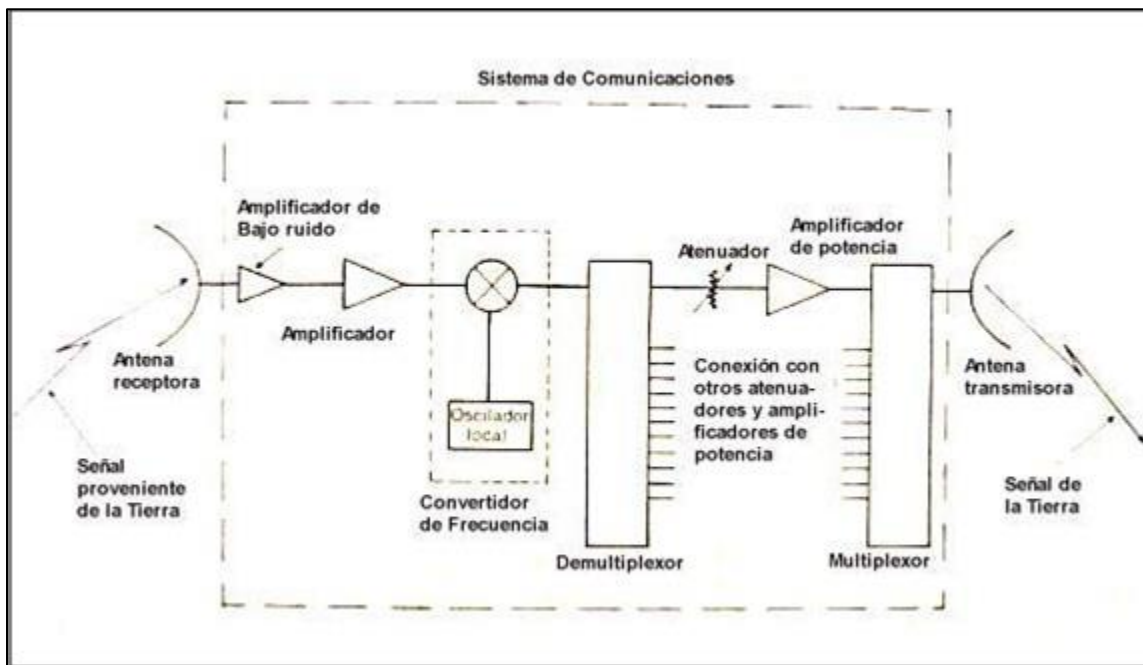 Sistema de Comunicaciones
Amplificador de
Bajo ruido
Amplificador
Atenuador
Amplificador
de potencia
Antena
receptora
Oscilador
local
Conexión con
otros atenua-
dores y ampli-
ficadores de
potencia
Antena
transmisora
Señal
proveniente
de la Tierra
Convertidor
de Frecuencia
Señal de
la Tierra
Demultiplexor
Multiplexor